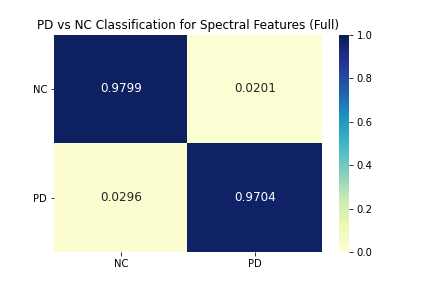 PD vs NC Classification for Spectral Features (Full)
NC
0.9799
0.0201
PD
0.0296
0.9704
NC
PD
1.0
0.8
0.6
0.4
0.2
0.0